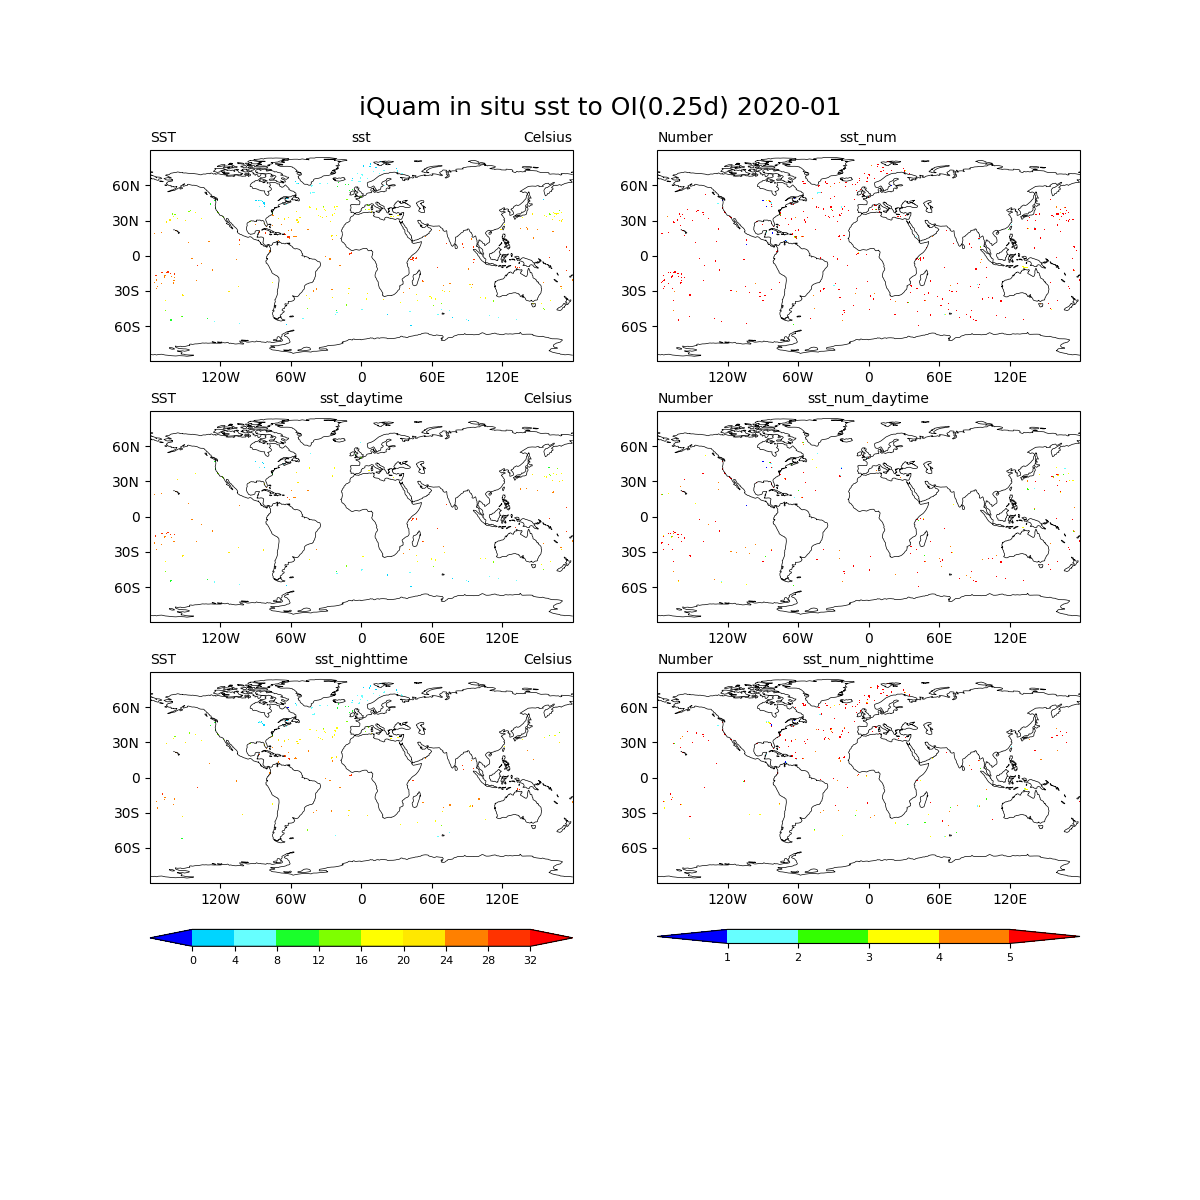 iQuam in situ sst to OI(0.25d) 2020-01
SST sst Celsius
Number sst_num
60N
30N
0
30S
60S
120W 60W 0 60E 120E
60N
30N
0
30S
60S
120W 60W 0 60E 120E
SST sst_daytime Celsius
Number sst_num_daytime
60N
30N
0
30S
60S
120W 60W 0 60E 120E
60N
30N
0
30S
60S
120W 60W 0 60E 120E
SST sst_nighttime Celsius
Number sst_num_nighttime
60N
30N
0
30S
60S
120W 60W 0 60E 120E
60N
30N
0
30S
60S
120W 60W 0 60E 120E
0 4 8 12 16 20 24 28 32
1 2 3 4 5